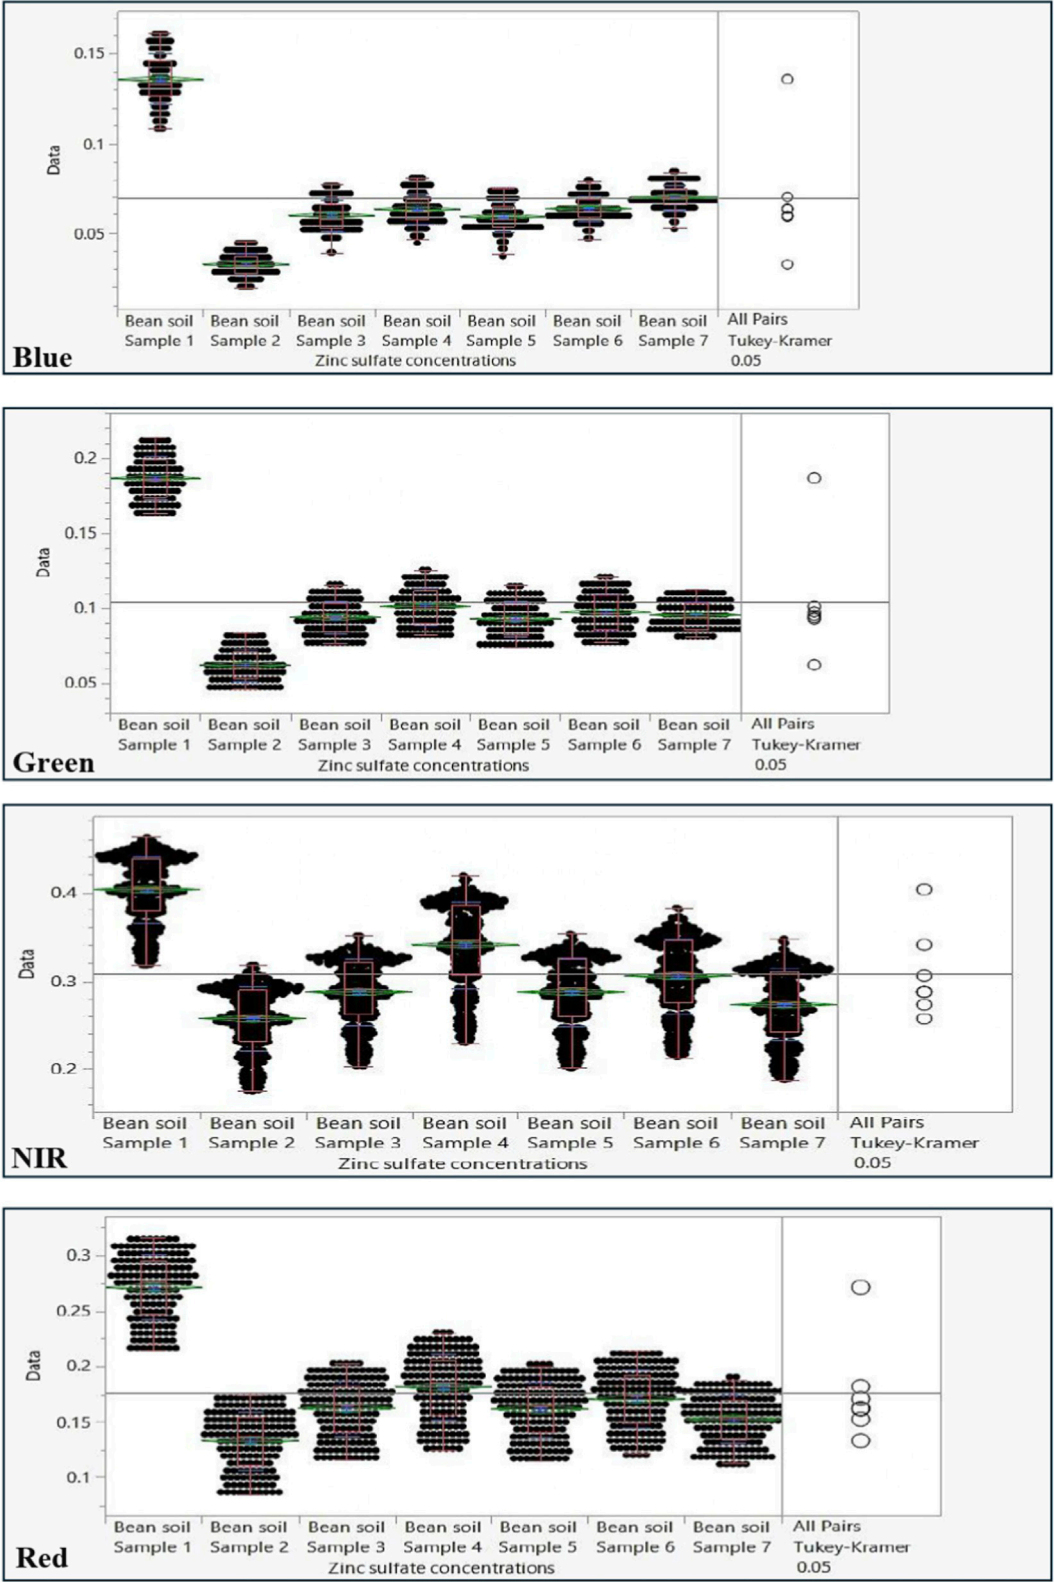 0.15
0.1
0.05
Data
Bean soil Bean soil Bean soil Bean soil Bean soil Bean soil Bean soil All Pairs
Sample 1 Sample 2 Sample 3 Sample 4 Sample 5 Sample 6 Sample 7 Tukey-Kramer
Zinc sulfate concentrations 0.05
Blue
0.2
0.15
0.1
0.05
Data
Bean soil Bean soil Bean soil Bean soil Bean soil Bean soil Bean soil All Pairs
Sample 1 Sample 2 Sample 3 Sample 4 Sample 5 Sample 6 Sample 7 Tukey-Kramer
Zinc sulfate concentrations 0.05
Green
0.4
0.3
0.2
Data
Bean soil Bean soil Bean soil Bean soil Bean soil Bean soil Bean soil All Pairs
Sample 1 Sample 2 Sample 3 Sample 4 Sample 5 Sample 6 Sample 7 Tukey-Kramer
Zinc sulfate concentrations 0.05
NIR
0.3
0.25
0.2
0.15
0.1
Data
Bean soil Bean soil Bean soil Bean soil Bean soil Bean soil Bean soil All Pairs
Sample 1 Sample 2 Sample 3 Sample 4 Sample 5 Sample 6 Sample 7 Tukey-Kramer
Zinc sulfate concentrations 0.05
Red